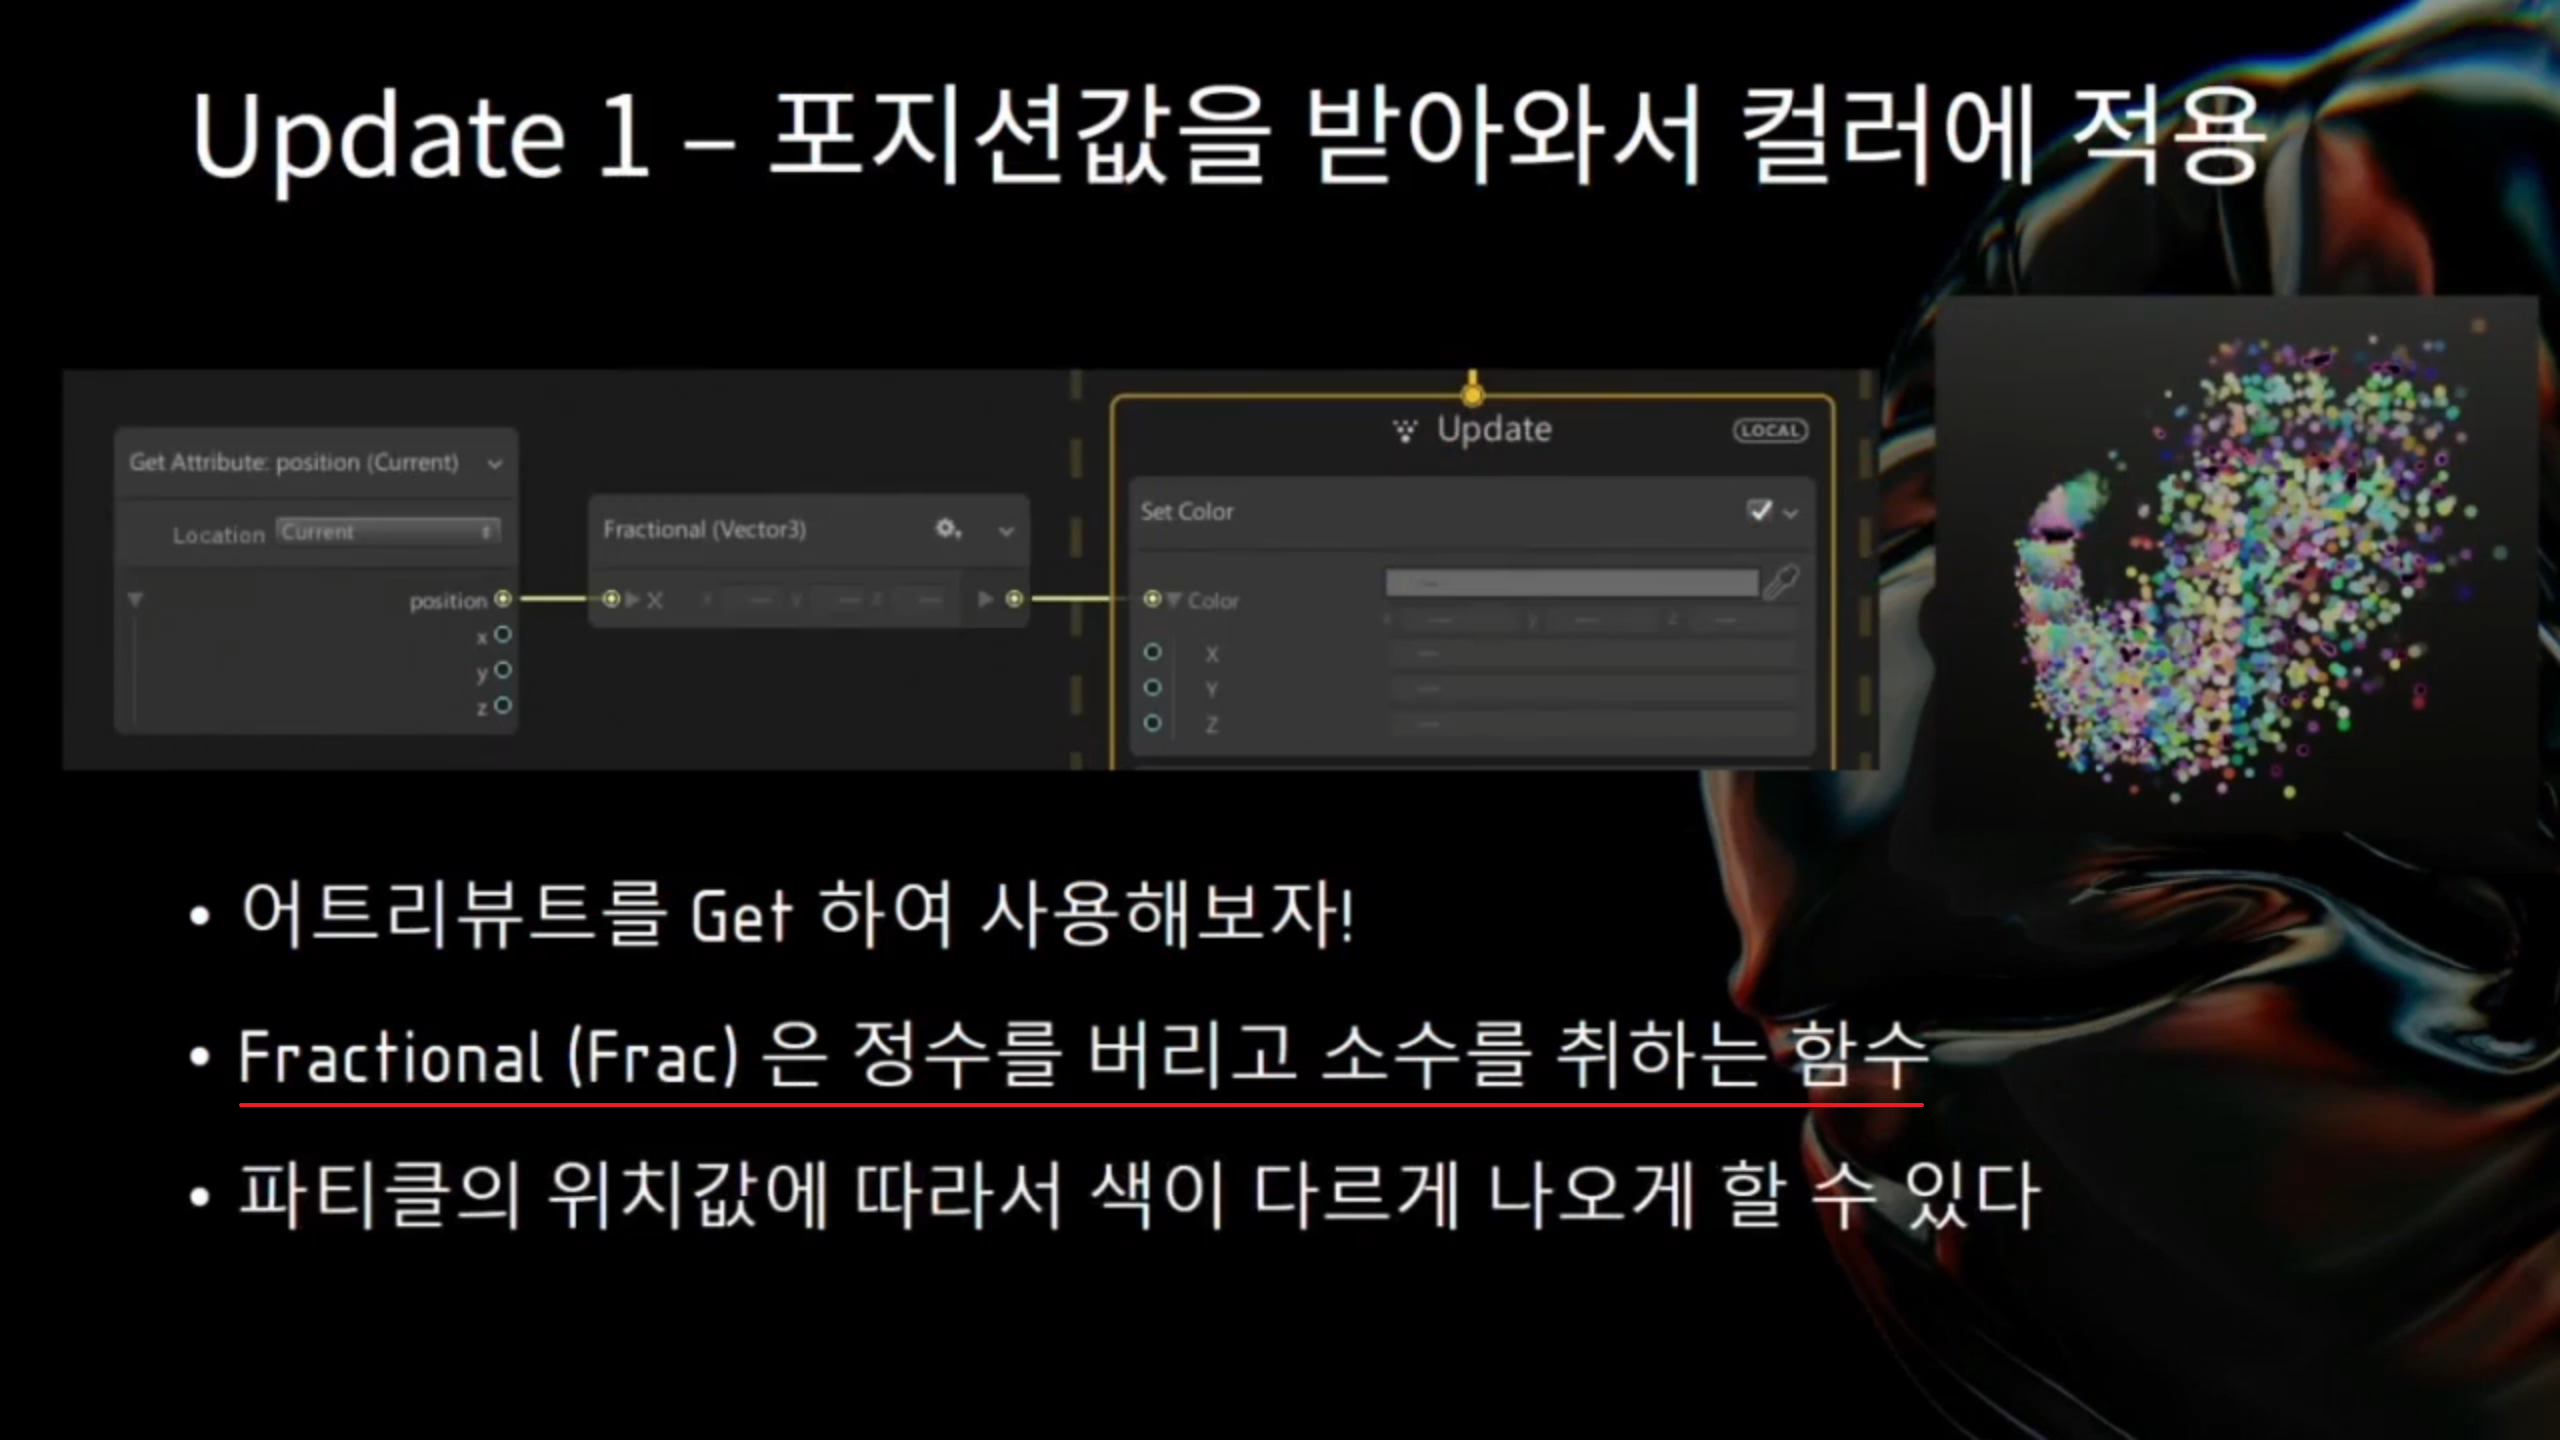 Update 1 – 포지션값을 받아와서 컬러에 적용
Get Attribute: position (Current)
Location Current
position
x
y
z
Fractional (Vector3)
X x y z
Update LOCAL
Set Color
Color
x y z
X
Y
Z
• 어트리뷰트를 Get 하여 사용해보자!
• Fractional (Frac) 은 정수를 버리고 소수를 취하는 함수
• 파티클의 위치값에 따라서 색이 다르게 나오게 할 수 있다